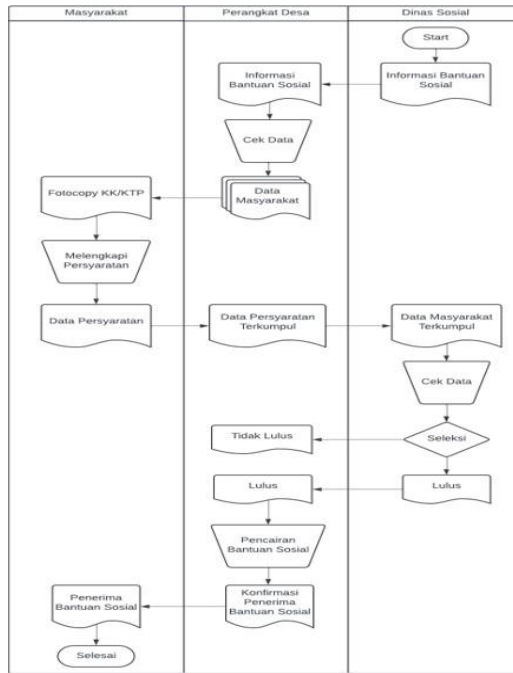 Masyarakat
Perangkat Desa
Dinas Sosial
Start
Informasi
Bantuan Sosial
Informasi Bantuan
Sosial
Cek Data
Fotocopy KK/KTP
Data
Masyarakat
Melengkapi
Persyaratan
Data Persyaratan
Data Persyaratan
Terkumpul
Data Masyarakat
Terkumpul
Cek Data
Tidak Lulus
Seleksi
Lulus
Lulus
Pencairan
Bantuan Sosial
Penerima
Bantuan Sosial
Konfirmasi
Penerima
Bantuan Sosial
Selesai